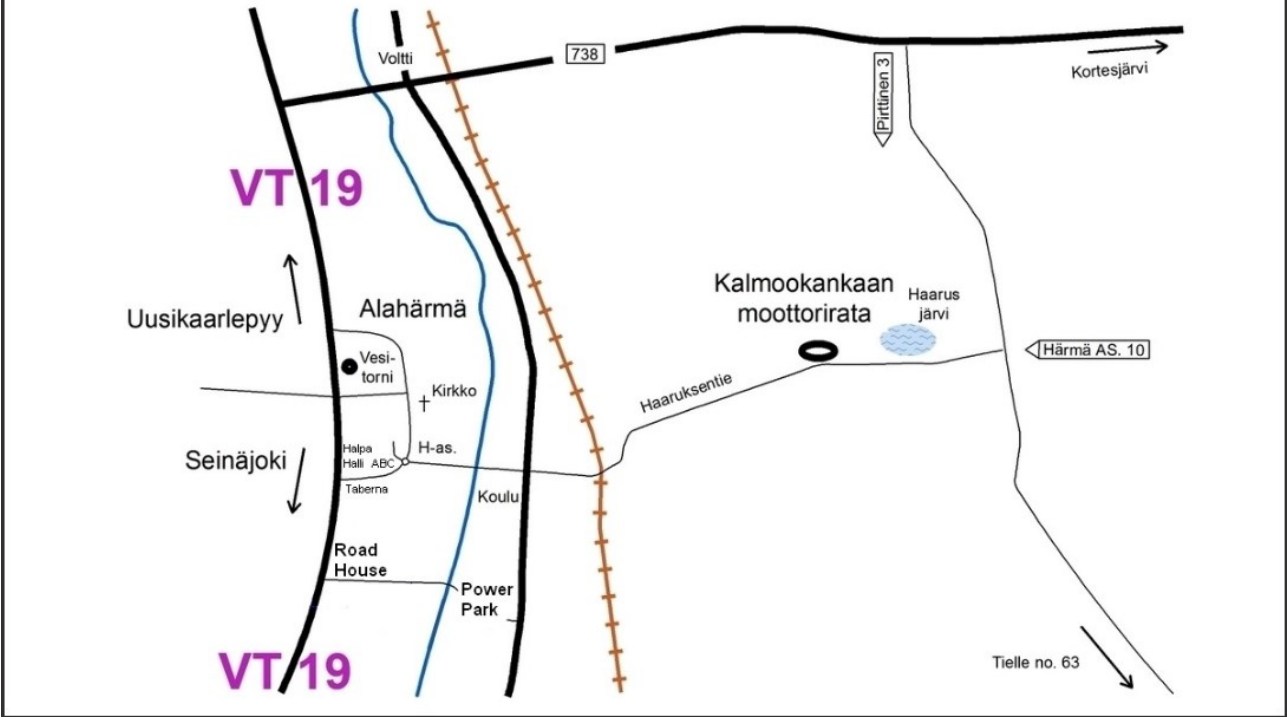 Voltti
738
Kortesjärvi
Pirttinen 3
VT 19
Kalmookankaan
moottorirata
Haarus
järvi
Uusikaarlepyy
Alahärmä
Vesi-
torni
Härmä AS. 10
Kirkko
Haaruksentie
Seinäjoki
Halpa
Halli ABC
H-as.
Taberna
Koulu
Road
House
Power
Park
VT 19
Tielle no. 63